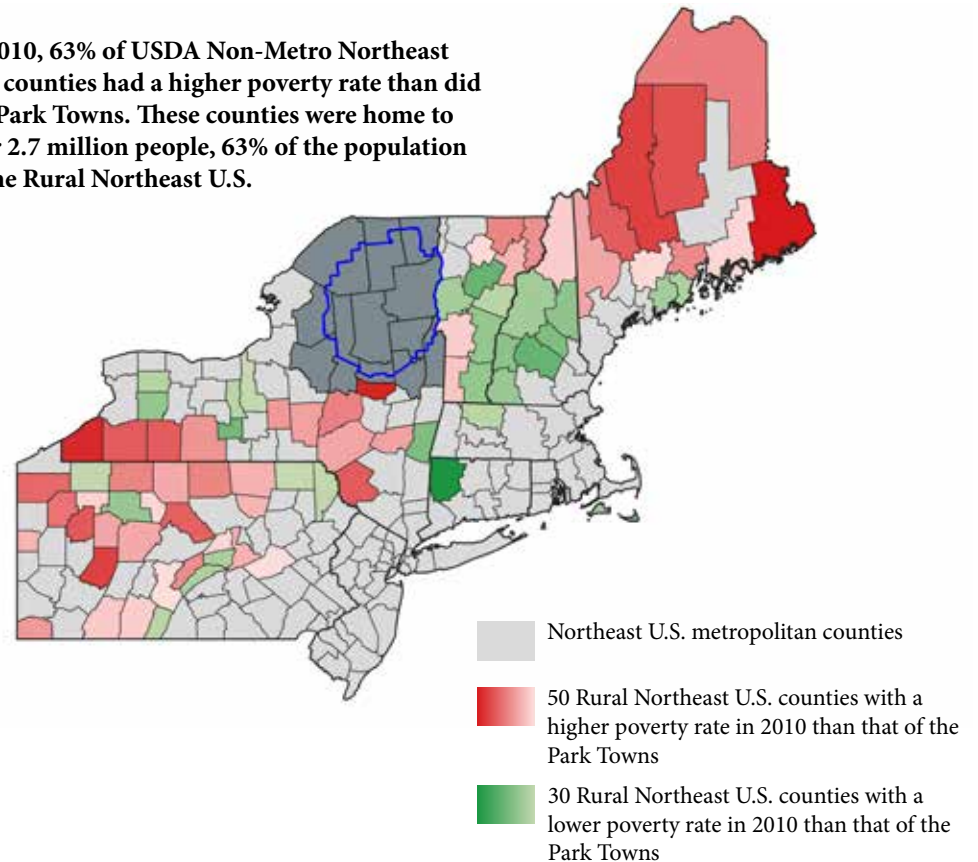 010, 63% of USDA Non-Metro Northeast
counties had a higher poverty rate than did
Park Towns. These counties were home to
2.7 million people, 63% of the population
he Rural Northeast U.S.
Northeast U.S. metropolitan counties
50 Rural Northeast U.S. counties with a
higher poverty rate in 2010 than that of the
Park Towns
30 Rural Northeast U.S. counties with a
lower poverty rate in 2010 than that of the
Park Towns